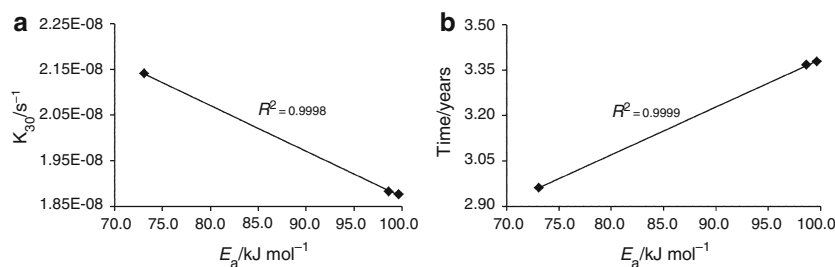 a
2.25E-08
2.15E-08
2.05E-08
1.95E-08
1.85E-08
K30/s−1
R2 = 0.9998
70.0 75.0 80.0 85.0 90.0 95.0 100.0
Ea/kJ mol−1
b
3.50
3.35
3.20
3.05
2.90
Time/years
R2 = 0.9999
70.0 75.0 80.0 85.0 90.0 95.0 100.0
Ea/kJ mol−1